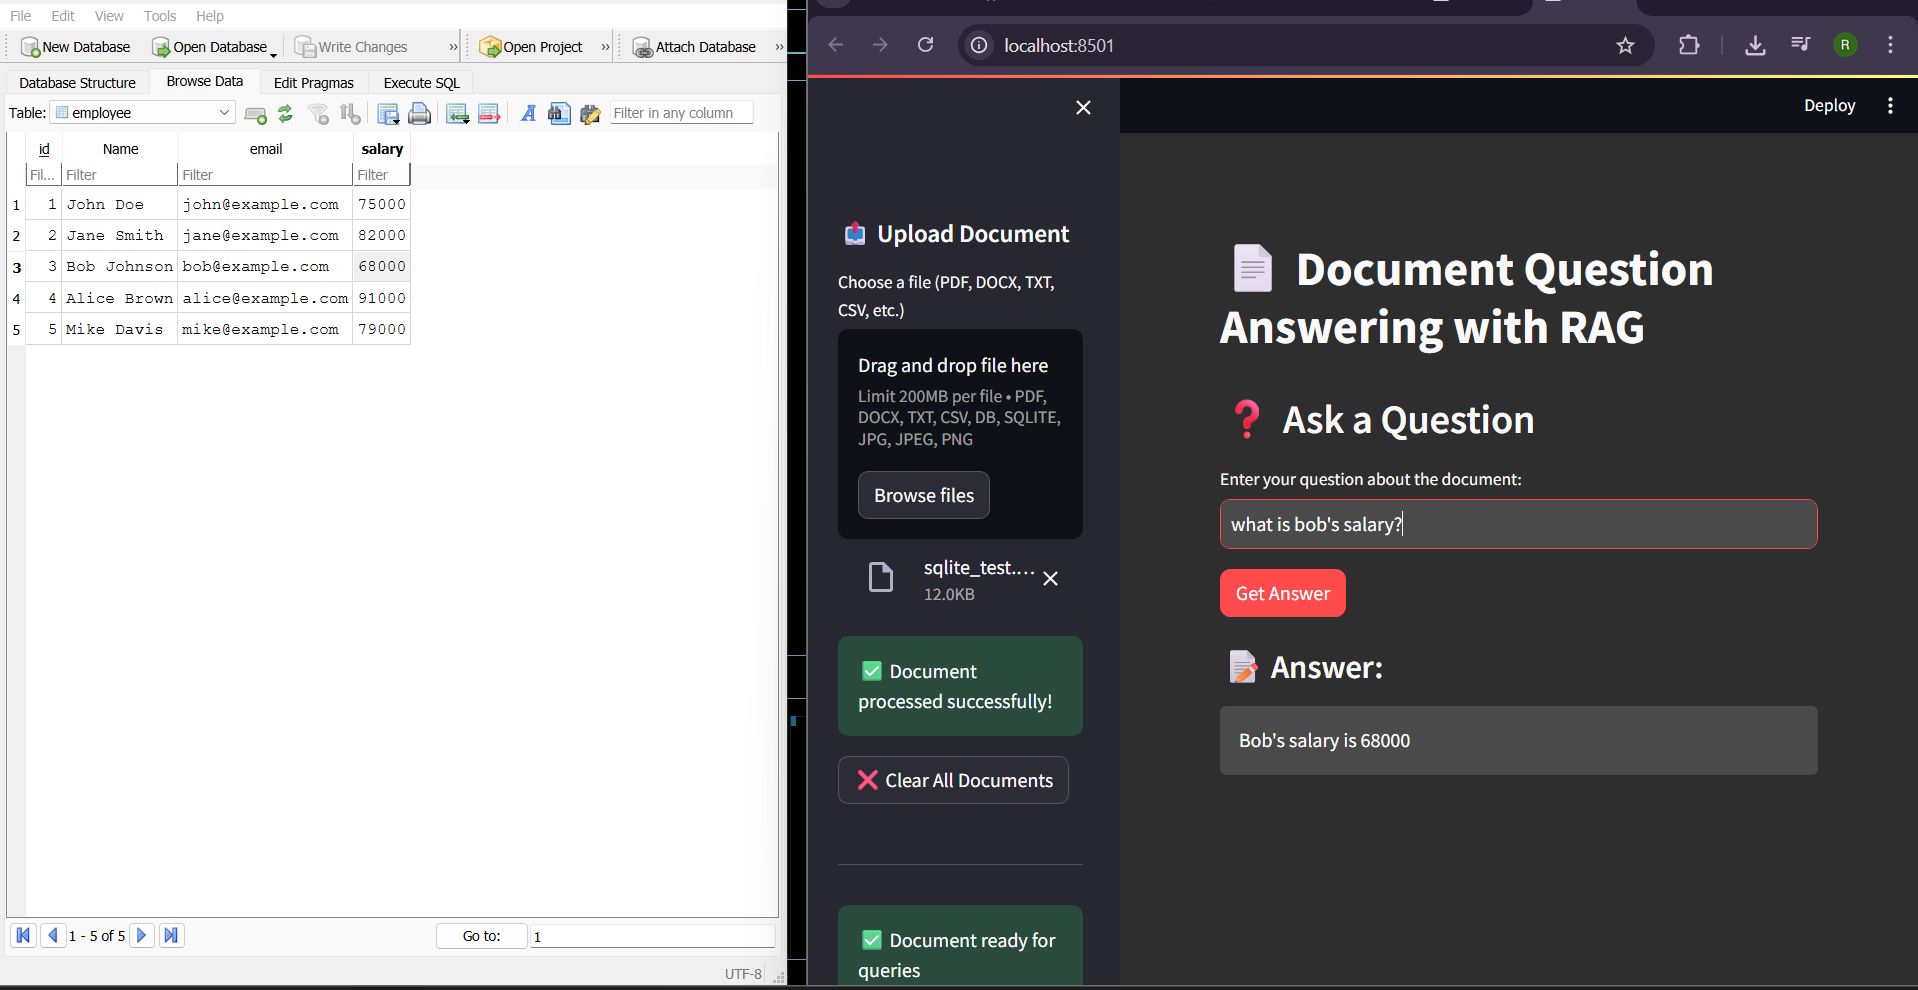 File Edit View Tools Help
New Database Open Database Write Changes » Open Project » Attach Database »
Database Structure Browse Data Edit Pragmas Execute SQL
Table: employee Filter in any column
id Name email salary
Fil... Filter Filter Filter
1 1 John Doe john@example.com 75000
2 2 Jane Smith jane@example.com 82000
3 3 Bob Johnson bob@example.com 68000
4 4 Alice Brown alice@example.com 91000
5 5 Mike Davis mike@example.com 79000
1 - 5 of 5 Go to: 1
UTF-8
localhost:8501
R
Deploy
Upload Document
Choose a file (PDF, DOCX, TXT,
CSV, etc.)
Drag and drop file here
Limit 200MB per file • PDF,
DOCX, TXT, CSV, DB, SQLITE,
JPG, JPEG, PNG
Browse files
sqlite_test....
12.0KB
Document
processed successfully!
Clear All Documents
Document ready for
queries
Document Question
Answering with RAG
Ask a Question
Enter your question about the document:
what is bob's salary?
Get Answer
Answer:
Bob's salary is 68000